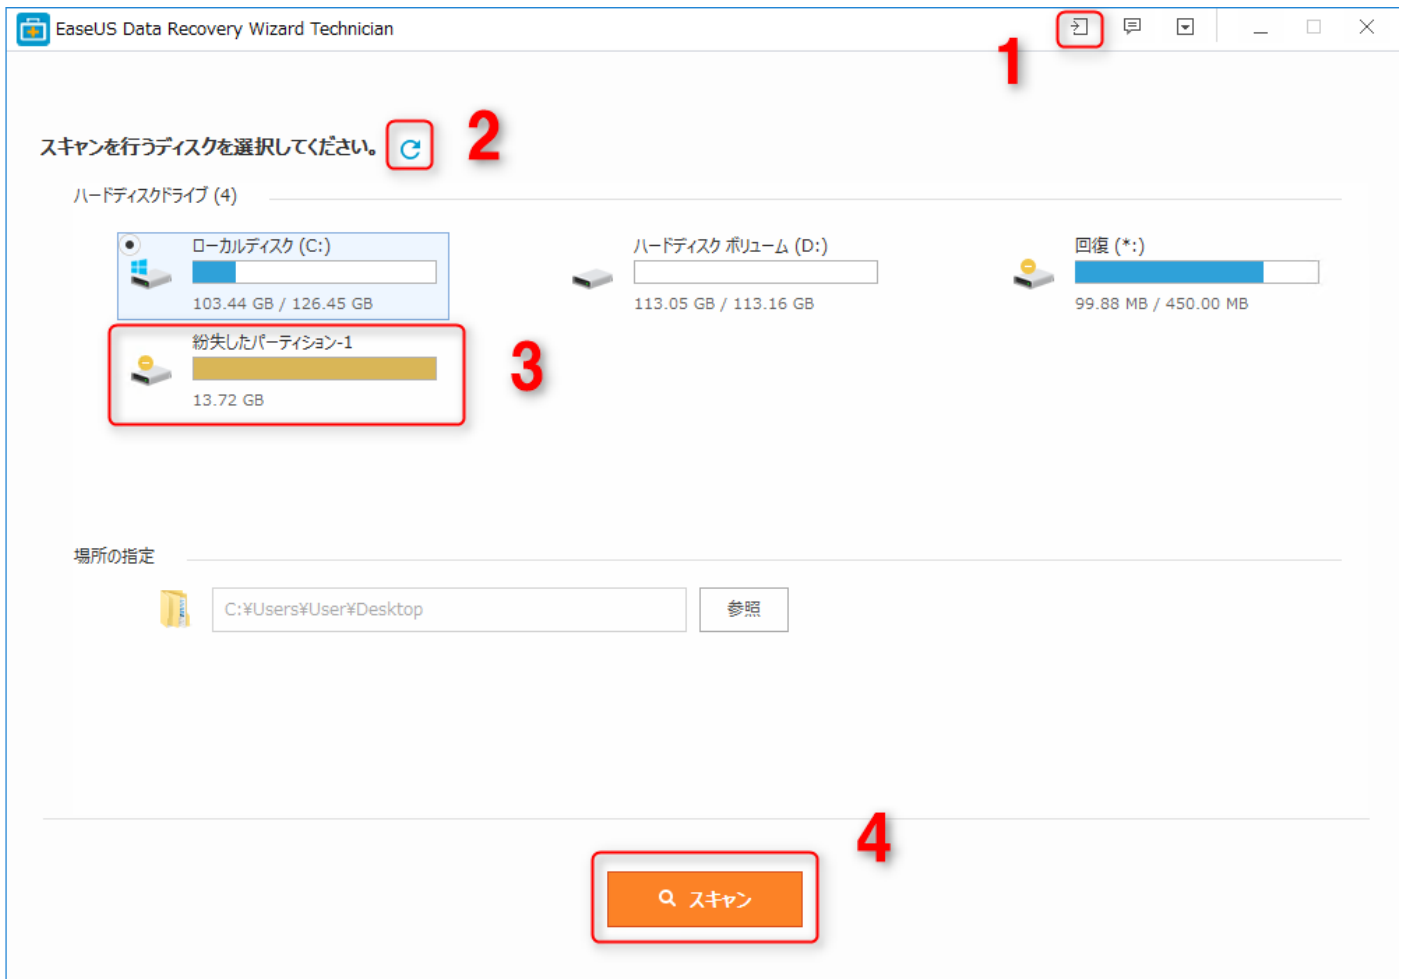 EaseUS Data Recovery Wizard Technician
1
スキャンを行うディスクを選択してください。
2
ハードディスクドライブ (4)
ローカルディスク (C:)
103.44 GB / 126.45 GB
ハードディスク ボリューム (D:)
113.05 GB / 113.16 GB
回復 (*:)
99.88 MB / 450.00 MB
紛失したパーティション-1
13.72 GB
3
場所の指定
C:¥Users¥User¥Desktop
参照
4
スキャン